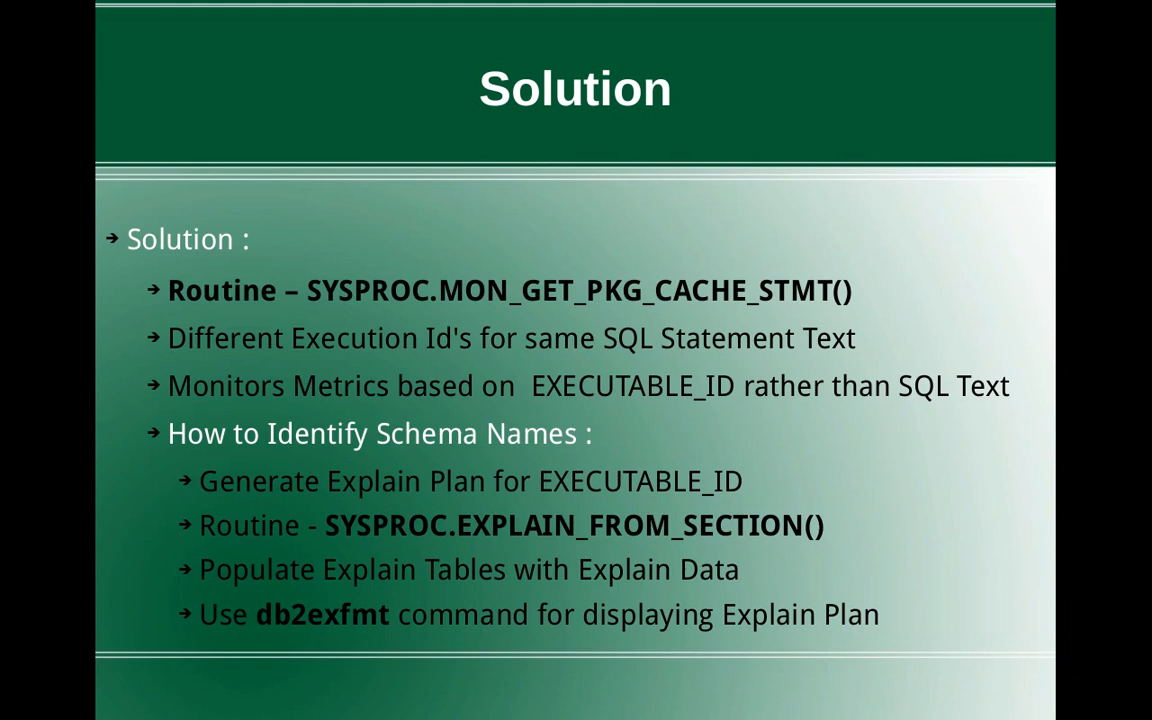 Solution
Solution :
Routine – SYSPROC.MON_GET_PKG_CACHE_STMT()
Different Execution Id's for same SQL Statement Text
Monitors Metrics based on  EXECUTABLE_ID rather than SQL Text
How to Identify Schema Names :
Generate Explain Plan for EXECUTABLE_ID
Routine - SYSPROC.EXPLAIN_FROM_SECTION()
Populate Explain Tables with Explain Data
Use db2exfmt command for displaying Explain Plan